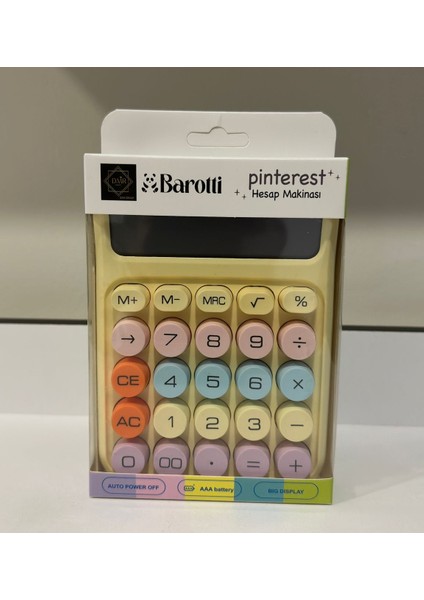 Barotti
pinterest
Hesap Makinası
M+ M- MRC √ %
→ 7 8 9 ÷
CE 4 5 6 ×
AC 1 2 3 −
0 00 · = +
AUTO POWER OFF AAA battery BIG DISPLAY